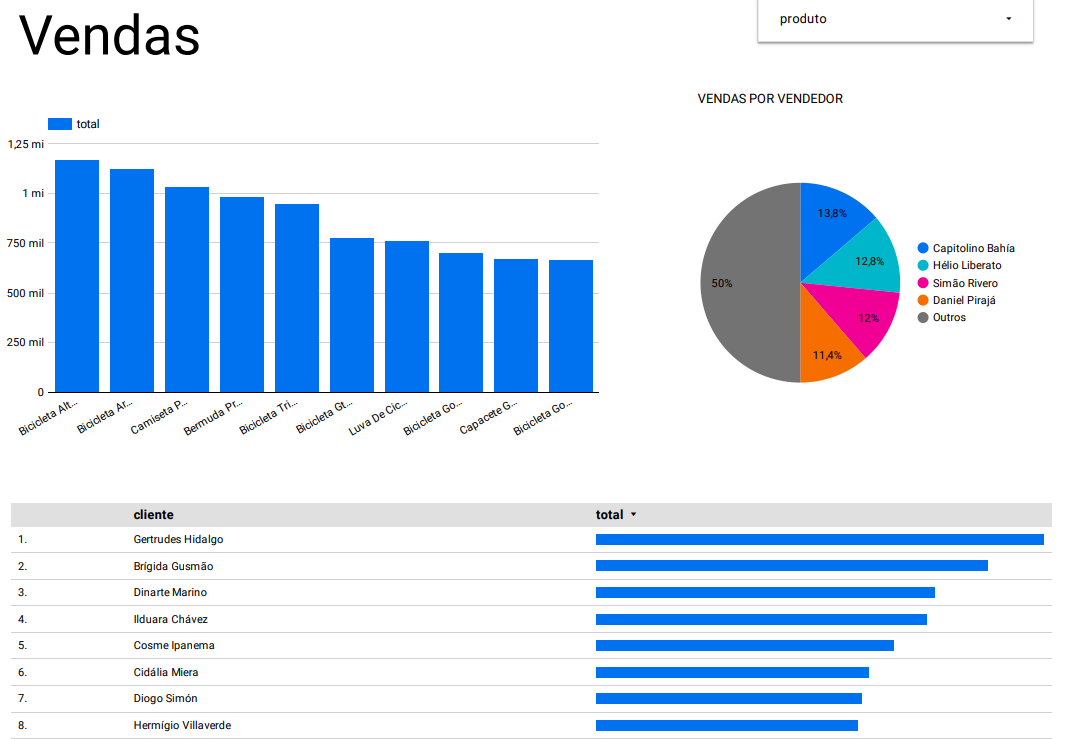 Vendas
produto
VENDAS POR VENDEDOR
total
1,25 mi
1 mi
750 mil
500 mil
250 mil
0
Bicicleta Alt...
Bicicleta Ar...
Camiseta P...
Bermuda Pr...
Bicicleta Tri...
Bicicleta Gt...
Luva De Cic...
Bicicleta Go...
Capacete G...
Bicicleta Go...
13,8%
12,8%
12%
11,4%
50%
Capitolino Bahía
Hélio Liberato
Simão Rivero
Daniel Pirajá
Outros
cliente total
1. Gertrudes Hidalgo
2. Brígida Gusmão
3. Dinarte Marino
4. Ilduara Chávez
5. Cosme Ipanema
6. Cidália Miera
7. Diogo Simón
8. Hermígio Villaverde